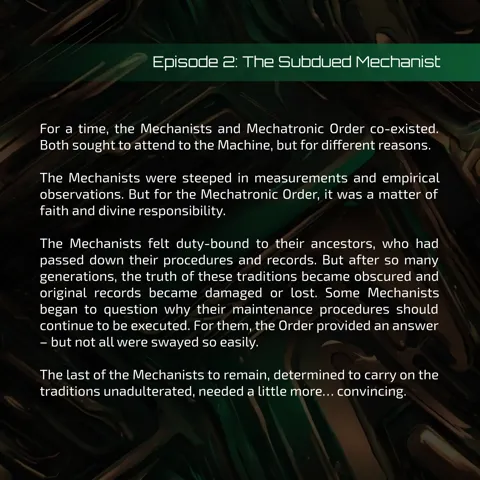 Episode 2: The Subdued Mechanist
For a time, the Mechanists and Mechatronic Order co-existed.
Both sought to attend to the Machine, but for different reasons.
The Mechanists were steeped in measurements and empirical
observations. But for the Mechatronic Order, it was a matter of
faith and divine responsibility.
The Mechanists felt duty-bound to their ancestors, who had
passed down their procedures and records. But after so many
generations, the truth of these traditions became obscured and
original records became damaged or lost. Some Mechanists
began to question why their maintenance procedures should
continue to be executed. For them, the Order provided an answer
– but not all were swayed so easily.
The last of the Mechanists to remain, determined to carry on the
traditions unadulterated, needed a little more... convincing.